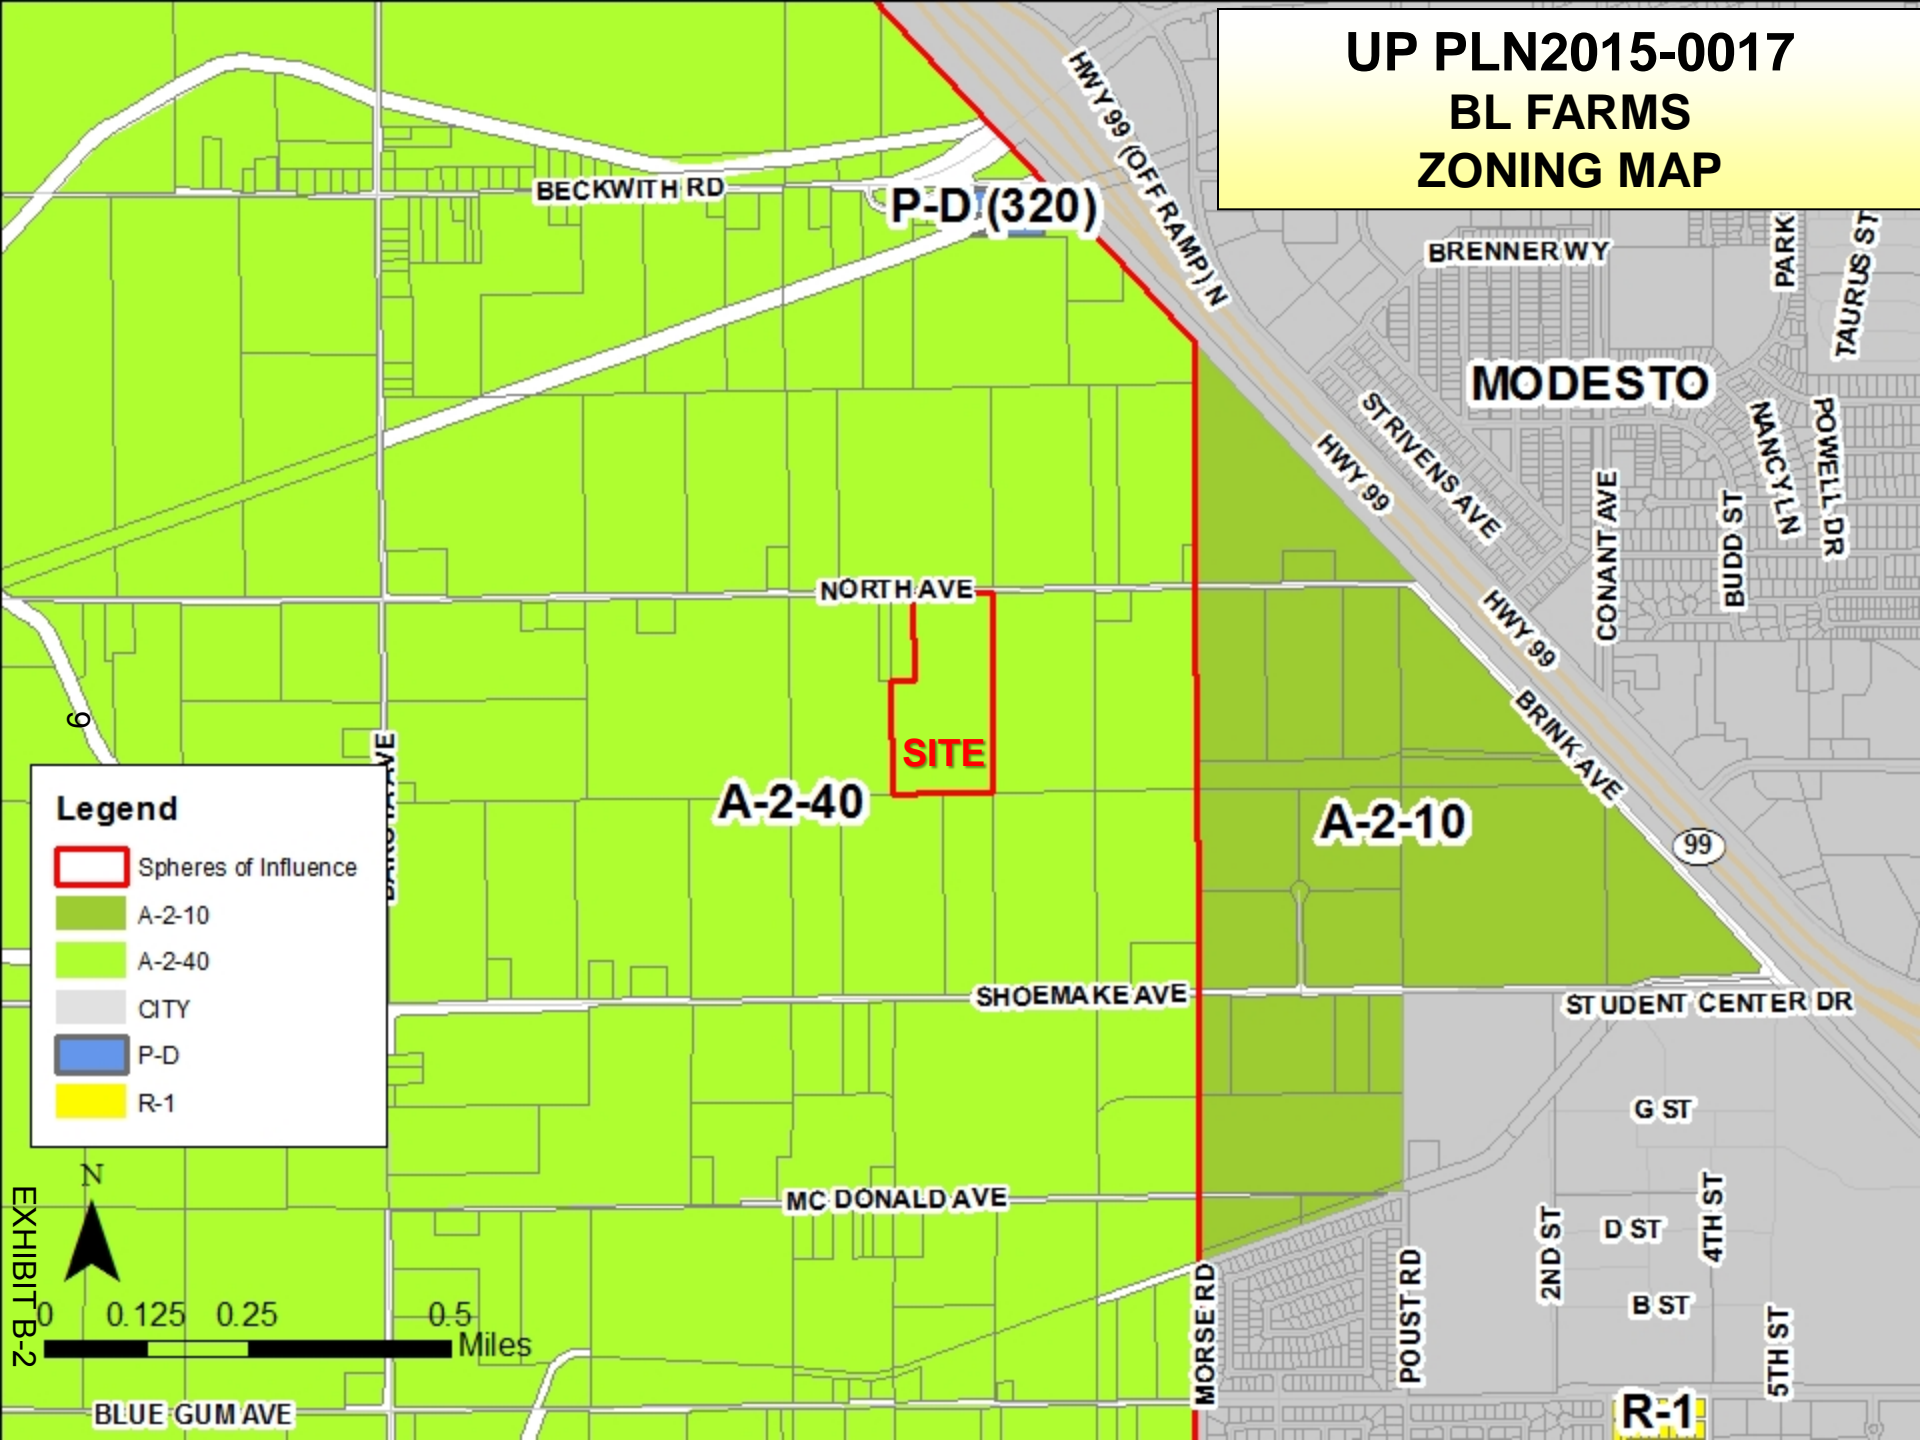 UP PLN2015-0017
BL FARMS
ZONING MAP
HWY 99 (OFF RAMP) N
BECKWITH RD
P-D (320)
BRENNER WY
PARK
TAURUS ST
MODESTO
STRIVENS AVE
HWY 99
NANCY LN
POWELL DR
CONANT AVE
BUDD ST
NORTH AVE
HWY 99
BRINK AVE
SITE
A-2-40
A-2-10
99
9
Legend
Spheres of Influence
A-2-10
A-2-40
CITY
P-D
R-1
SHOEMAKE AVE
STUDENT CENTER DR
G ST
MC DONALD AVE
2ND ST
D ST
4TH ST
B ST
MORSE RD
POUST RD
5TH ST
R-1
N
0 0.125 0.25 0.5
Miles
EXHIBIT B-2
BLUE GUM AVE